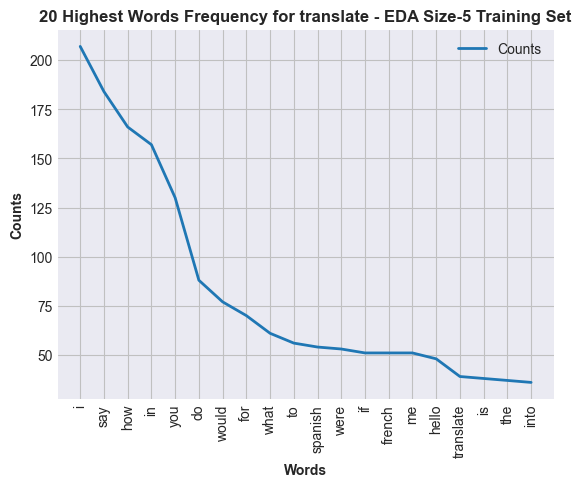 20 Highest Words Frequency for translate - EDA Size-5 Training Set
Counts
200
175
150
125
100
75
50
Counts
i
say
how
in
you
do
would
for
what
to
spanish
were
if
french
me
hello
translate
is
the
into
Words